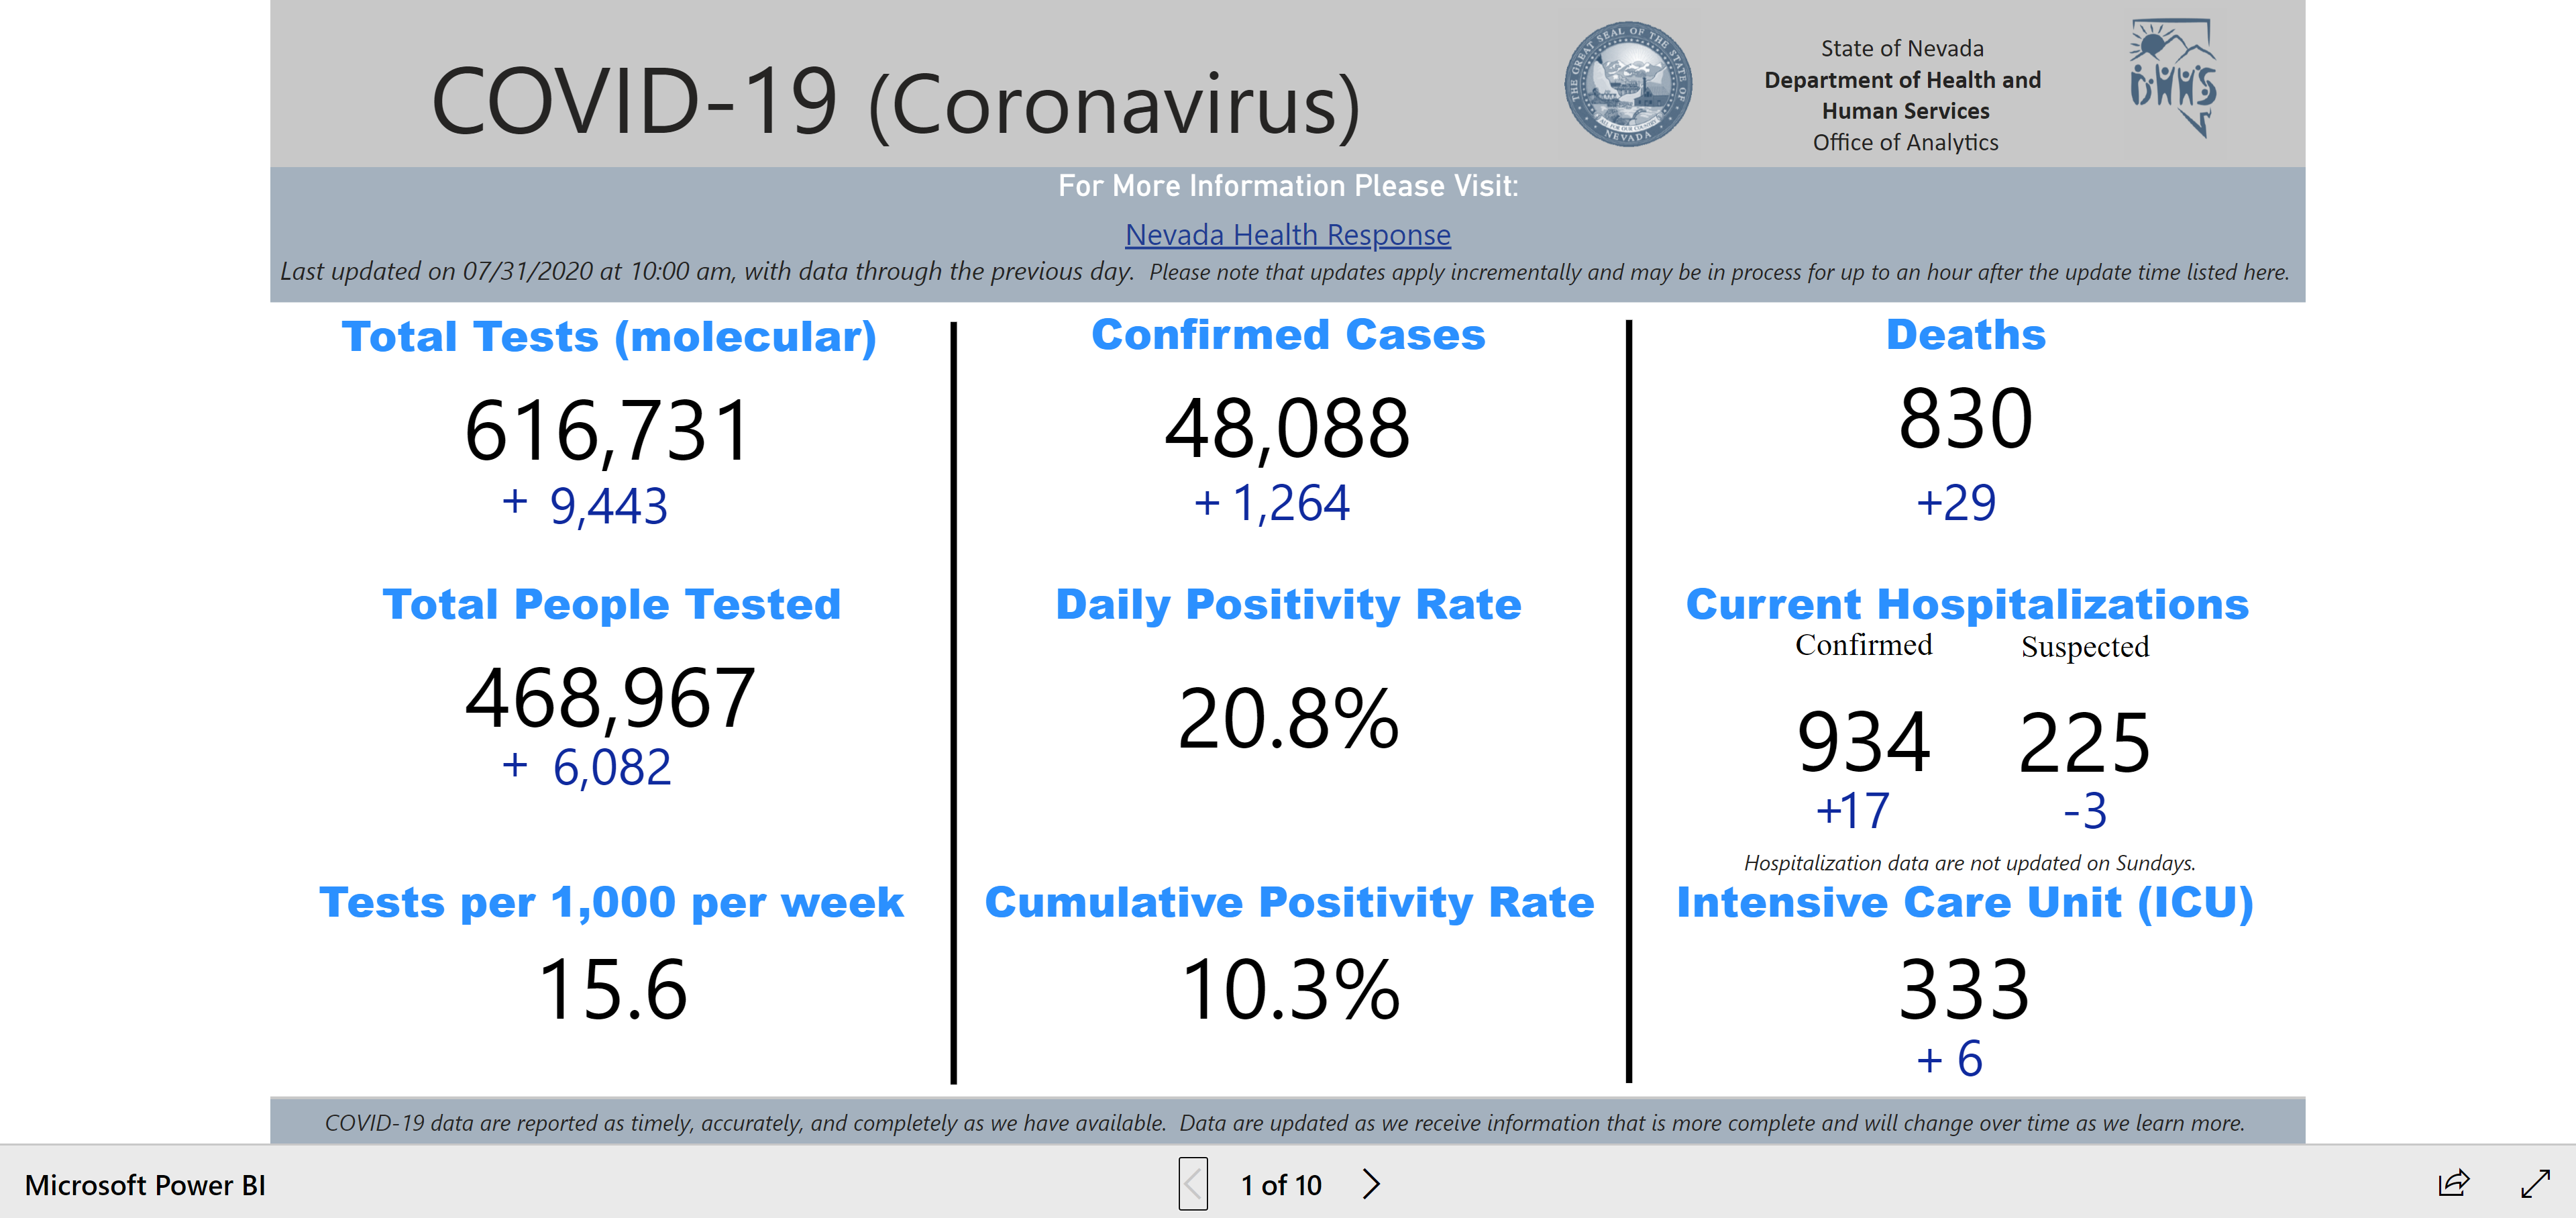 COVID-19 (Coronavirus)
THE GREAT SEAL OF THE STATE OF
ALL FOR OUR COUNTRY
NEVADA
State of Nevada
Department of Health and
Human Services
Office of Analytics
DHHS
For More Information Please Visit:
Nevada Health Response
Last updated on 07/31/2020 at 10:00 am, with data through the previous day. Please note that updates apply incrementally and may be in process for up to an hour after the update time listed here.
Total Tests (molecular)
616,731
+ 9,443
Total People Tested
468,967
+ 6,082
Tests per 1,000 per week
15.6
Confirmed Cases
48,088
+ 1,264
Daily Positivity Rate
20.8%
Cumulative Positivity Rate
10.3%
Deaths
830
+29
Current Hospitalizations
Confirmed Suspected
934 225
+17 -3
Hospitalization data are not updated on Sundays.
Intensive Care Unit (ICU)
333
+ 6
COVID-19 data are reported as timely, accurately, and completely as we have available. Data are updated as we receive information that is more complete and will change over time as we learn more.
Microsoft Power BI
1 of 10